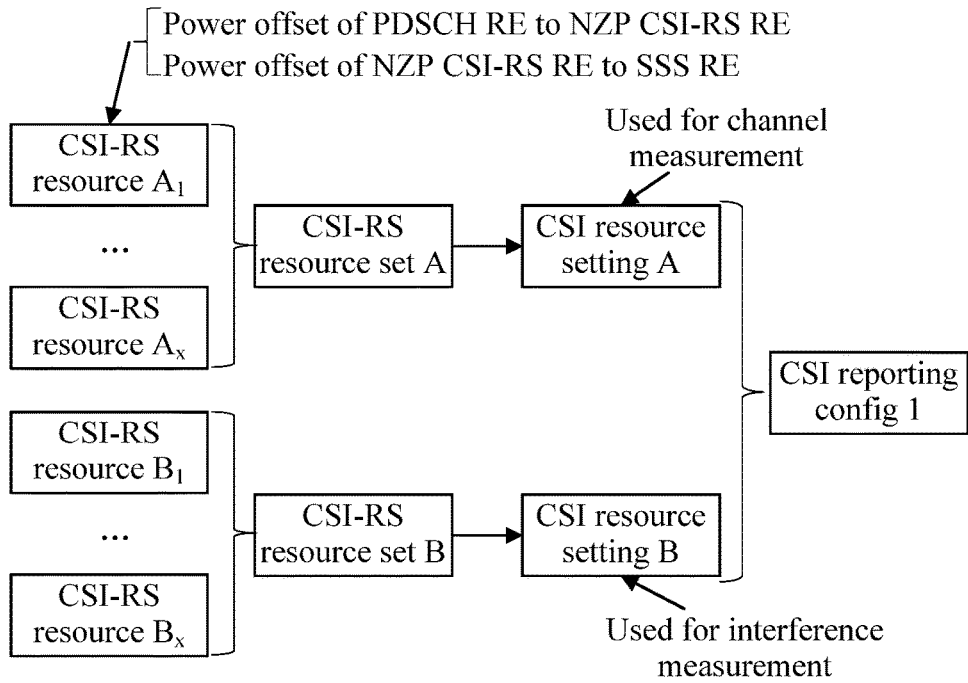 Power offset of PDSCH RE to NZP CSI-RS RE
Power offset of NZP CSI-RS RE to SSS RE
CSI-RS
resource A1
...
CSI-RS
resource Ax
CSI-RS
resource set A
Used for channel
measurement
CSI resource
setting A
CSI reporting
config 1
CSI-RS
resource B1
...
CSI-RS
resource Bx
CSI-RS
resource set B
CSI resource
setting B
Used for interference
measurement